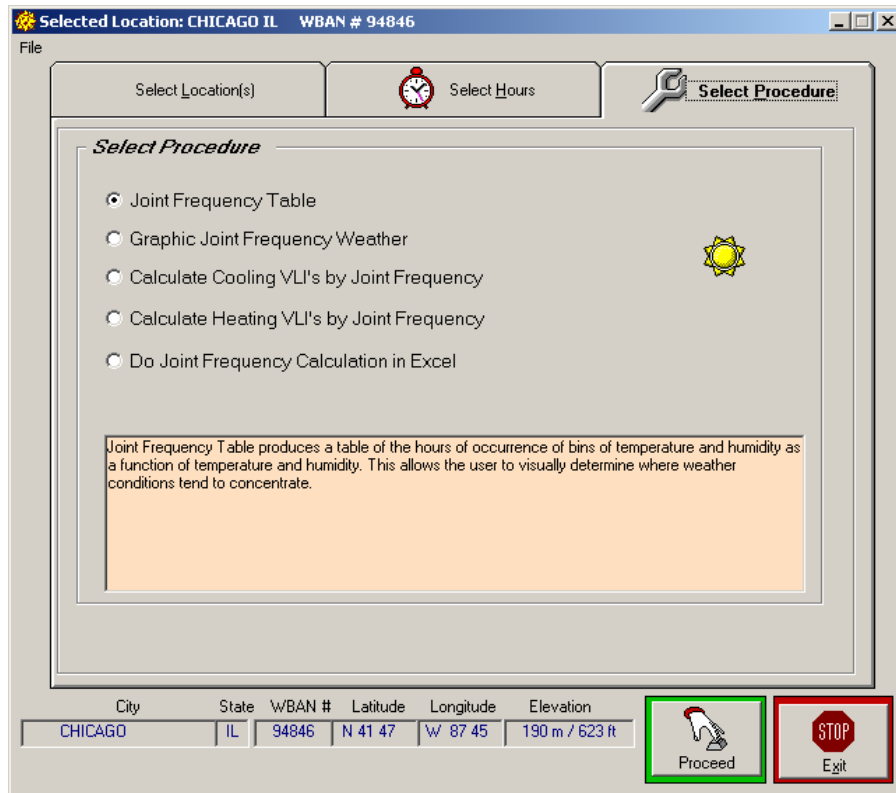 Selected Location: CHICAGO IL WBAN # 94846
File
Select Location(s)
Select Hours
Select Procedure
Select Procedure
Joint Frequency Table
Graphic Joint Frequency Weather
Calculate Cooling VLI's by Joint Frequency
Calculate Heating VLI's by Joint Frequency
Do Joint Frequency Calculation in Excel
Joint Frequency Table produces a table of the hours of occurrence of bins of temperature and humidity as
a function of temperature and humidity. This allows the user to visually determine where weather
conditions tend to concentrate.
City State WBAN # Latitude Longitude Elevation
CHICAGO IL 94846 N 41 47 W 87 45 190 m / 623 ft
Proceed
STOP
Exit